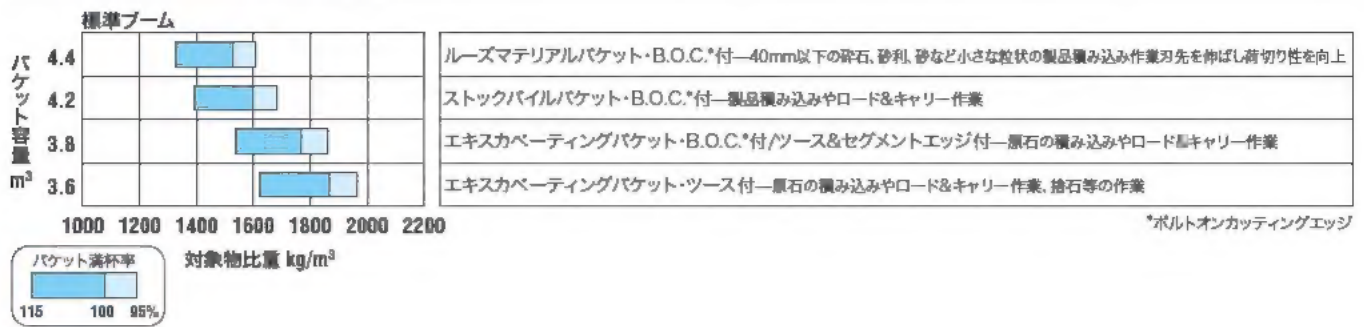 標準ブーム
バケット容量 m³
4.4
ルーズマテリアルバケット・B.O.C.*付—40mm以下の砕石、砂利、砂など小さな粒状の製品積み込み作業刃先を伸ばし荷切り性を向上
4.2
ストックパイルバケット・B.O.C.*付—製品積み込みやロード&キャリー作業
3.8
エキスカベーティングバケット・B.O.C.*付/ツース&セグメントエッジ付—原石の積み込みやロード&キャリー作業
3.6
エキスカベーティングバケット・ツース付—原石の積み込みやロード&キャリー作業、捨石等の作業
1000 1200 1400 1600 1800 2000 2200
*ボルトオンカッティングエッジ
対象物比重 kg/m³
バケット満杯率
115 100 95%